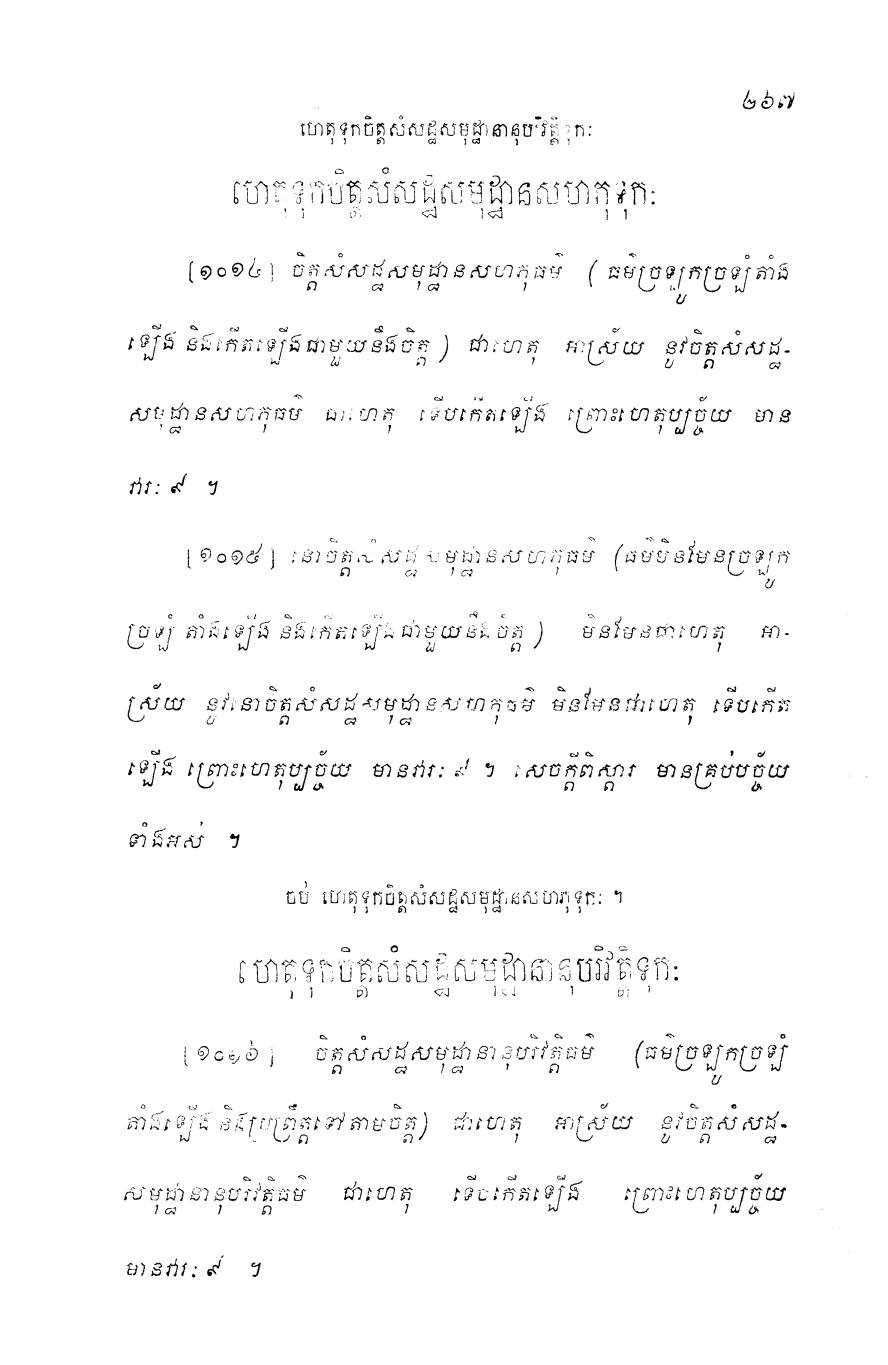 ២៦៧
ហេតុទុកចិត្តសំសដ្ឋសមុដ្ឋានានុបរិវត្តិទុកៈ
ហេតុទុកចិត្តសំសដ្ឋសមុដ្ឋានសហភុទុកៈ
[១០១៤] ចិត្តសំសដ្ឋសមុដ្ឋានសហភុធម៌ (ធម៌ច្រឡូកច្រឡំតាំង
ឡើង និងកើតឡើងជាមួយនឹងចិត្ត) ជាហេតុ អាស្រ័យ នូវចិត្តសំសដ្ឋ-
សមុដ្ឋានសហភុធម៌ ជាហេតុ ទើបកើតឡើង ព្រោះហេតុប្បច្ច័យ មាន
វារៈ ៩ ។
[១០១៥] នោចិត្តសំសដ្ឋសមុដ្ឋានសហភុធម៌ (ធម៌មិនមែនច្រឡូក
ច្រឡំ តាំងឡើង និងកើតឡើងជាមួយនឹងចិត្ត) មិនមែនជាហេតុ អា-
ស្រ័យ នូវនោចិត្តសំសដ្ឋសមុដ្ឋានសហភុធម៌ មិនមែនជាហេតុ ទើបកើត
ឡើង ព្រោះហេតុប្បច្ច័យ មានវារៈ ៩ ។ សេចក្តីពិស្តារ មានគ្រប់បច្ច័យ
ទាំងអស់ ។
ចប់ ហេតុទុកចិត្តសំសដ្ឋសមុដ្ឋានសហភុទុកៈ ។
ហេតុទុកចិត្តសំសដ្ឋសមុដ្ឋានានុបរិវត្តិទុកៈ
[១០១៦] ចិត្តសំសដ្ឋសមុដ្ឋានានុបរិវត្តិធម៌ (ធម៌ច្រឡូកច្រឡំ
តាំងឡើង និងប្រព្រឹត្តទៅតាមចិត្ត) ជាហេតុ អាស្រ័យ នូវចិត្តសំសដ្ឋ-
សមុដ្ឋានានុបរិវត្តិធម៌ ជាហេតុ ទើបកើតឡើង ព្រោះហេតុប្បច្ច័យ
មានវារៈ ៩ ។